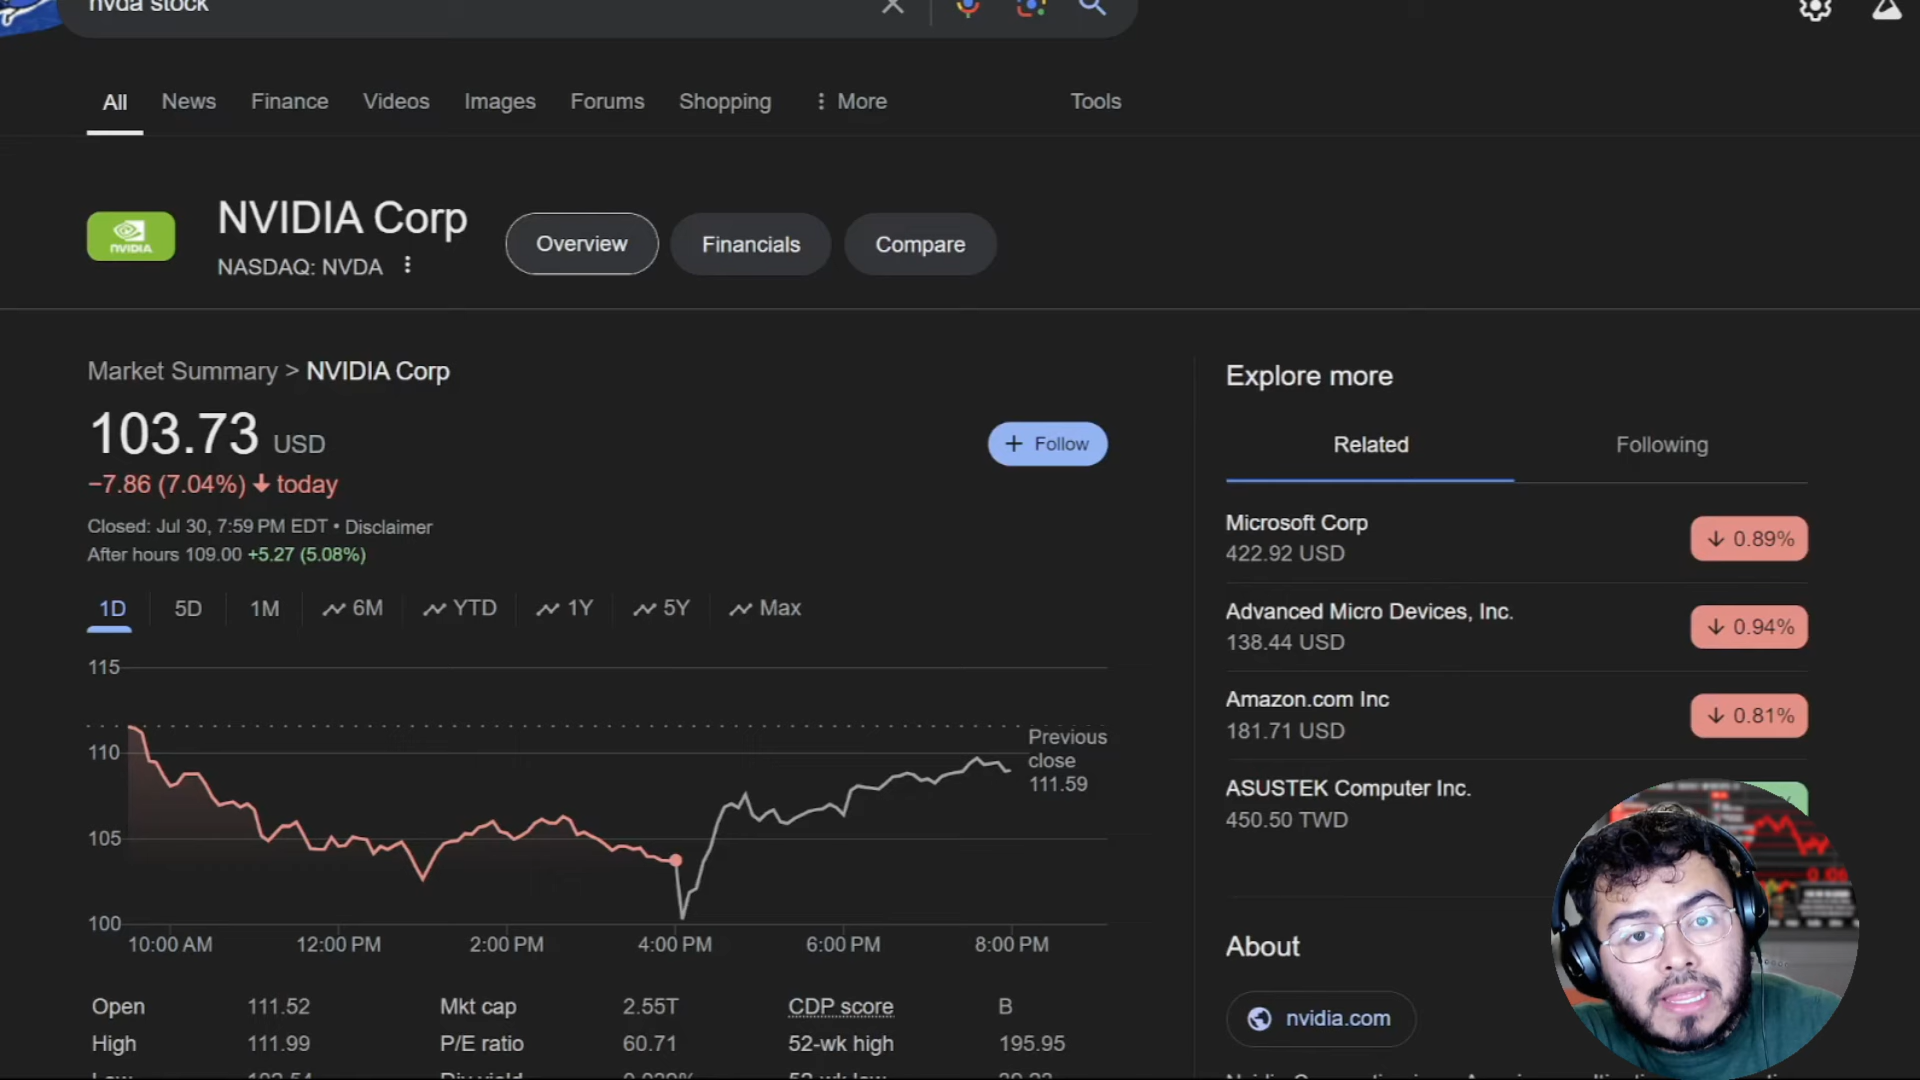 nvda stock
All News Finance Videos Images Forums Shopping More Tools
NVIDIA
NVIDIA Corp
NASDAQ: NVDA
Overview Financials Compare
Market Summary > NVIDIA Corp
103.73 USD
−7.86 (7.04%) today
Closed: Jul 30, 7:59 PM EDT • Disclaimer
After hours 109.00 +5.27 (5.08%)
+ Follow
1D 5D 1M 6M YTD 1Y 5Y Max
115
110
105
100
Previous
close
111.59
10:00 AM 12:00 PM 2:00 PM 4:00 PM 6:00 PM 8:00 PM
Open 111.52 Mkt cap 2.55T CDP score B
High 111.99 P/E ratio 60.71 52-wk high 195.95
Explore more
Related Following
Microsoft Corp
422.92 USD
0.89%
Advanced Micro Devices, Inc.
138.44 USD
0.94%
Amazon.com Inc
181.71 USD
0.81%
ASUSTEK Computer Inc.
450.50 TWD
About
nvidia.com